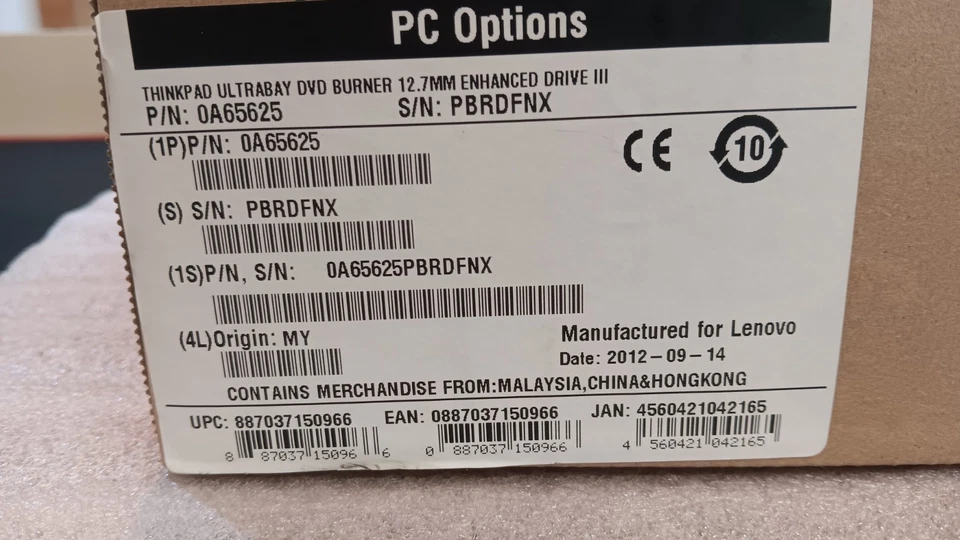 PC Options
THINKPAD ULTRABAY DVD BURNER 12.7MM ENHANCED DRIVE III
P/N: 0A65625 S/N: PBRDFNX
(1P)P/N: 0A65625
CE 10
(S) S/N: PBRDFNX
(1S)P/N, S/N: 0A65625PBRDFNX
(4L)Origin: MY
Manufactured for Lenovo
Date: 2012-09-14
CONTAINS MERCHANDISE FROM:MALAYSIA,CHINA&HONGKONG
UPC: 887037150966 EAN: 0887037150966 JAN: 4560421042165
8 87037 15096 6 0 887037 150966 4 560421 042165